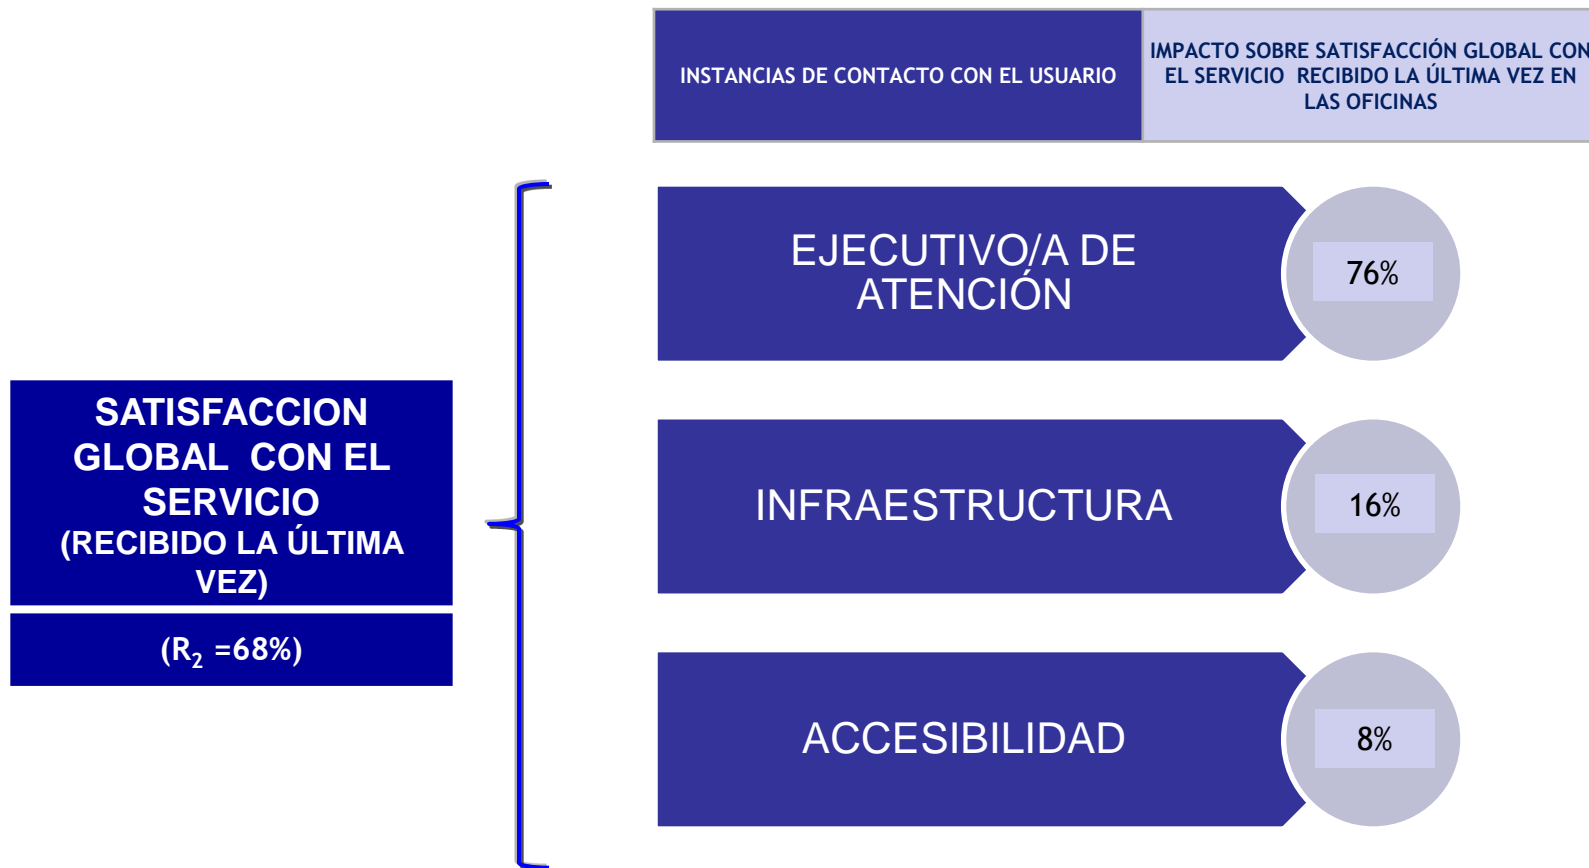 INSTANCIAS DE CONTACTO CON EL USUARIO
IMPACTO SOBRE SATISFACCIÓN GLOBAL CON
EL SERVICIO RECIBIDO LA ÚLTIMA VEZ EN
LAS OFICINAS
SATISFACCION
GLOBAL CON EL
SERVICIO
(RECIBIDO LA ÚLTIMA
VEZ)
(R₂ =68%)
EJECUTIVO/A DE
ATENCIÓN
76%
INFRAESTRUCTURA
16%
ACCESIBILIDAD
8%